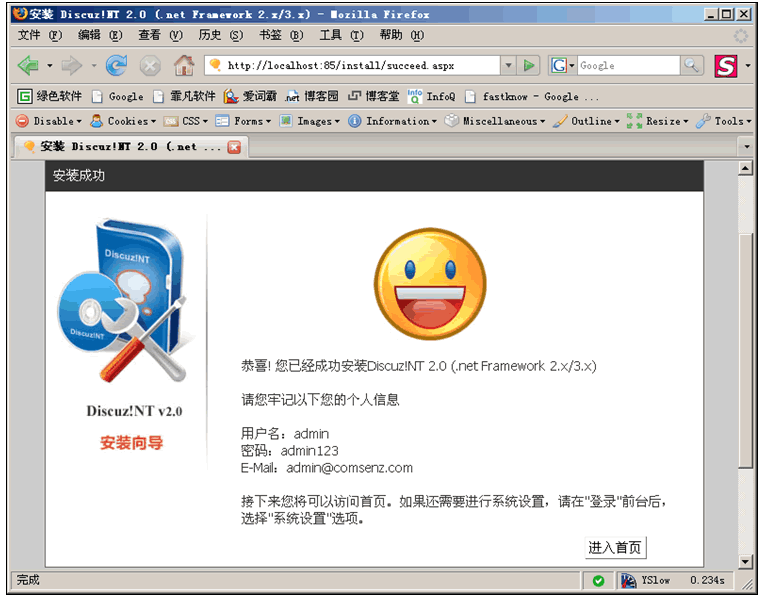 安装 Discuz!NT 2.0 (.net Framework 2.x/3.x) - Mozilla Firefox
文件 (F) 编辑 (E) 查看 (V) 历史 (S) 书签 (B) 工具 (T) 帮助 (H)
http://localhost:85/install/succeed.aspx G Google S
绿色软件 Google 霏凡软件 爱词霸 .net 博客园 博客堂 Info Q InfoQ fastknow - Google ...
Disable Cookies CSS Forms Images Information Miscellaneous Outline Resize Tools
安装 Discuz!NT 2.0 (.net ...
安装成功
Discuz!NT
Discuz!NT
Discuz!NT v2.0
安装向导
恭喜! 您已经成功安装Discuz!NT 2.0 (.net Framework 2.x/3.x)
请您牢记以下您的个人信息
用户名：admin
密码：admin123
E-Mail：admin@comsenz.com
接下来您将可以访问首页。如果还需要进行系统设置，请在"登录"前台后，
选择"系统设置"选项。
进入首页
完成 YSlow 0.234s